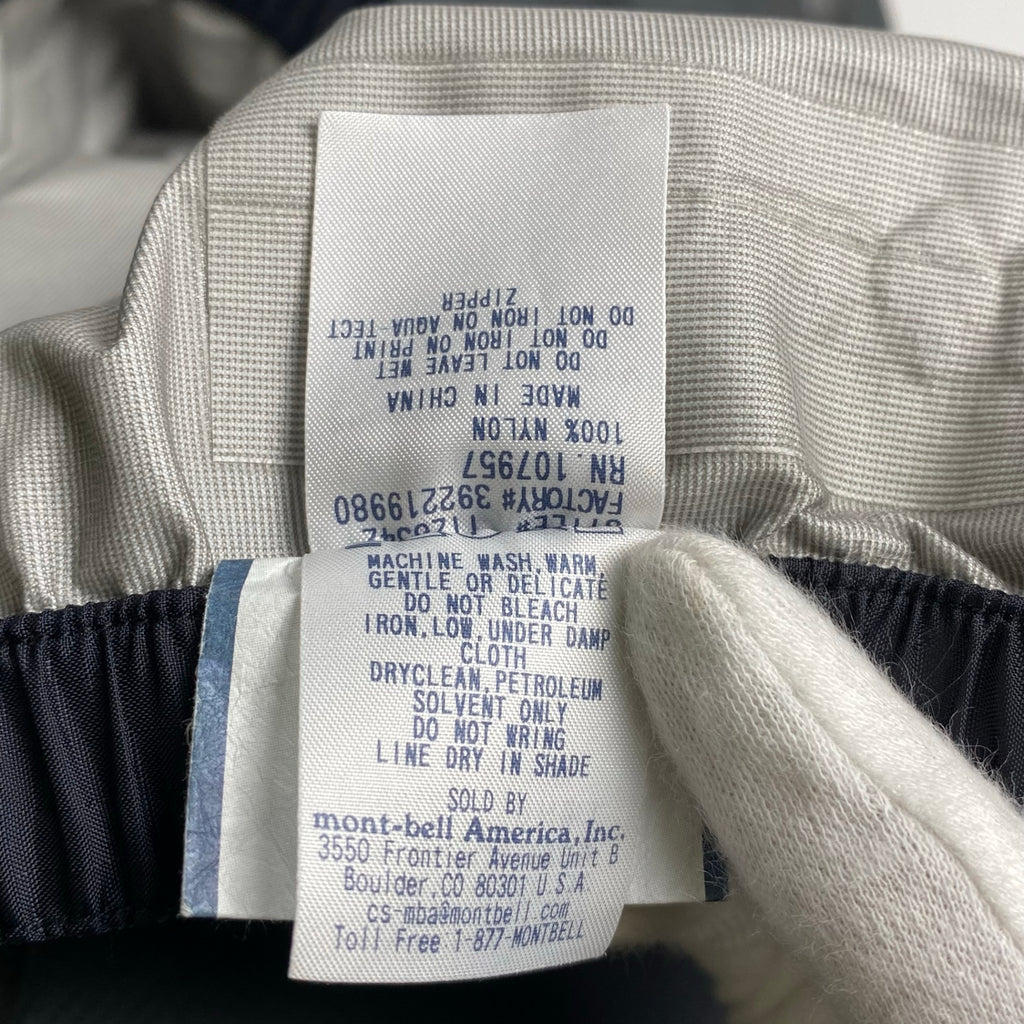 STYLE#
FACTORY# 392219980
RN. 107957
100% NYLON
MADE IN CHINA
DO NOT LEAVE WET
DO NOT IRON ON PRINT
DO NOT IRON ON AQUA-TECT
ZIPPER
MACHINE WASH,WARM,
GENTLE OR DELICATE
DO NOT BLEACH
IRON,LOW,UNDER DAMP
CLOTH
DRYCLEAN,PETROLEUM
SOLVENT ONLY
DO NOT WRING
LINE DRY IN SHADE
SOLD BY
mont-bell America,Inc.
3550 Frontier Avenue Unit B
Boulder,CO 80301 U.S.A.
cs-mba@montbell.com
Toll Free 1-877-MONTBELL